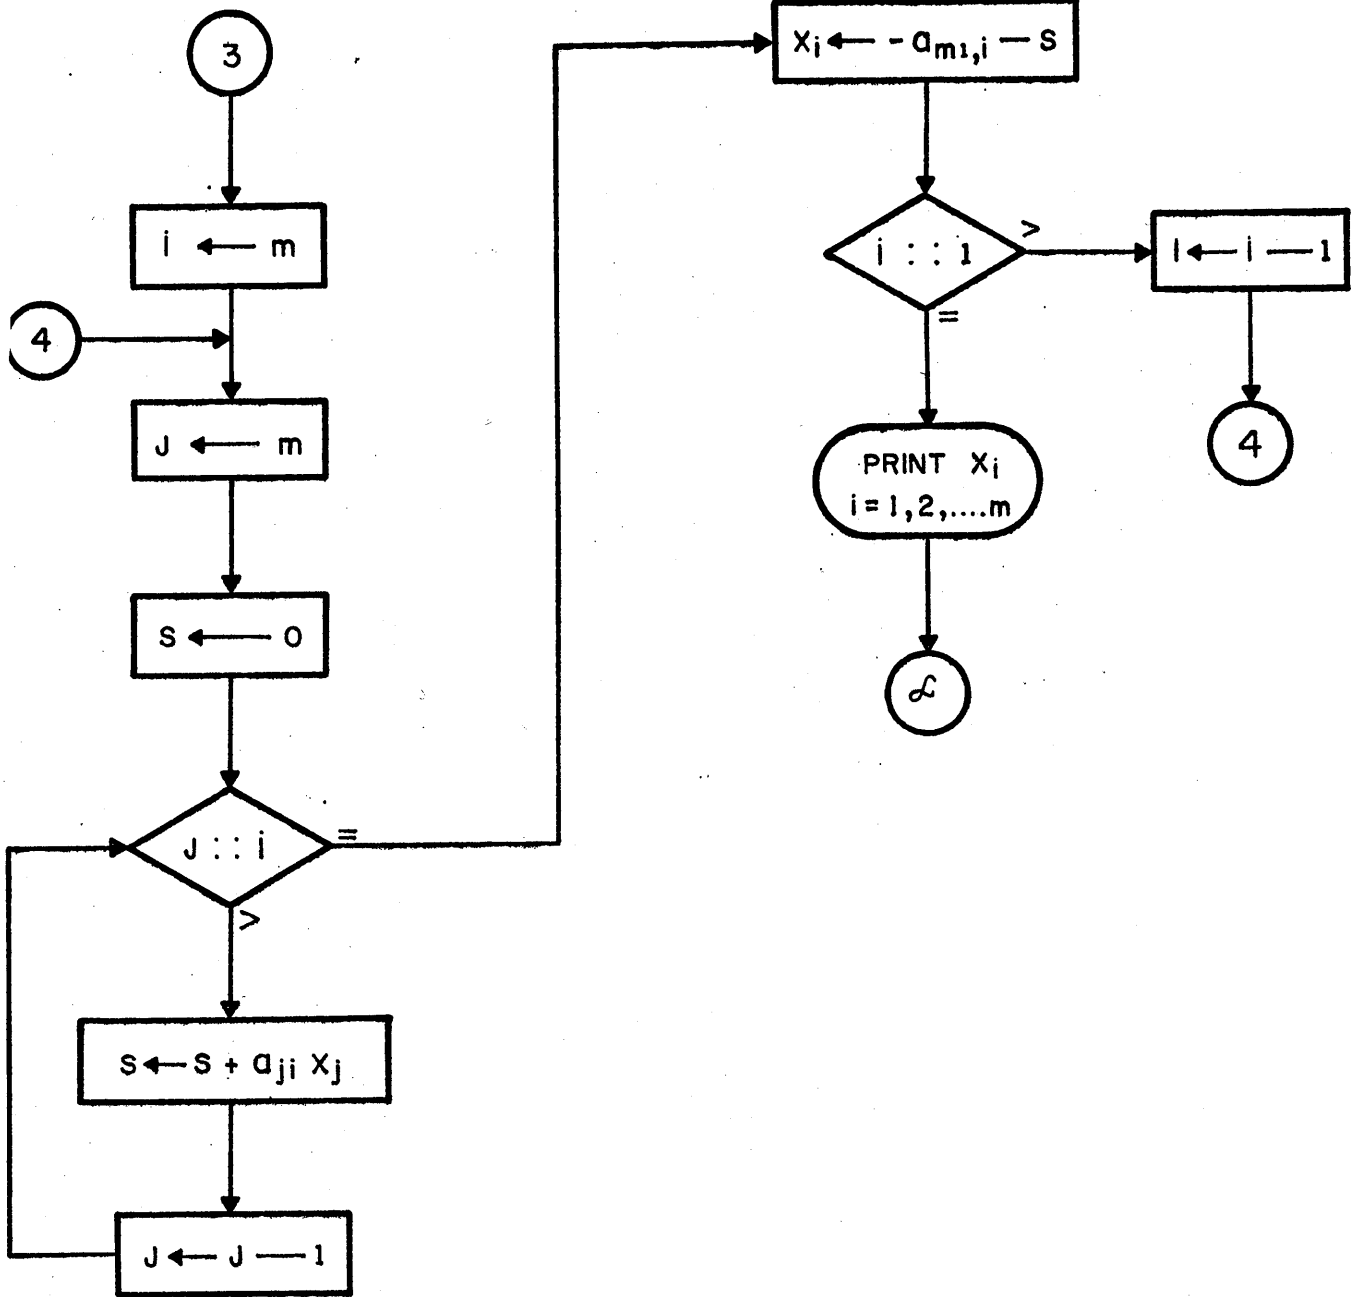 3
i ← m
4
J ← m
S ← 0
J : : i
=
>
S ← S + aji xj
J ← J — 1
xi ← - am1,i — S
i : : 1
>
=
I ← i — 1
4
PRINT Xi
i = 1, 2, .... m